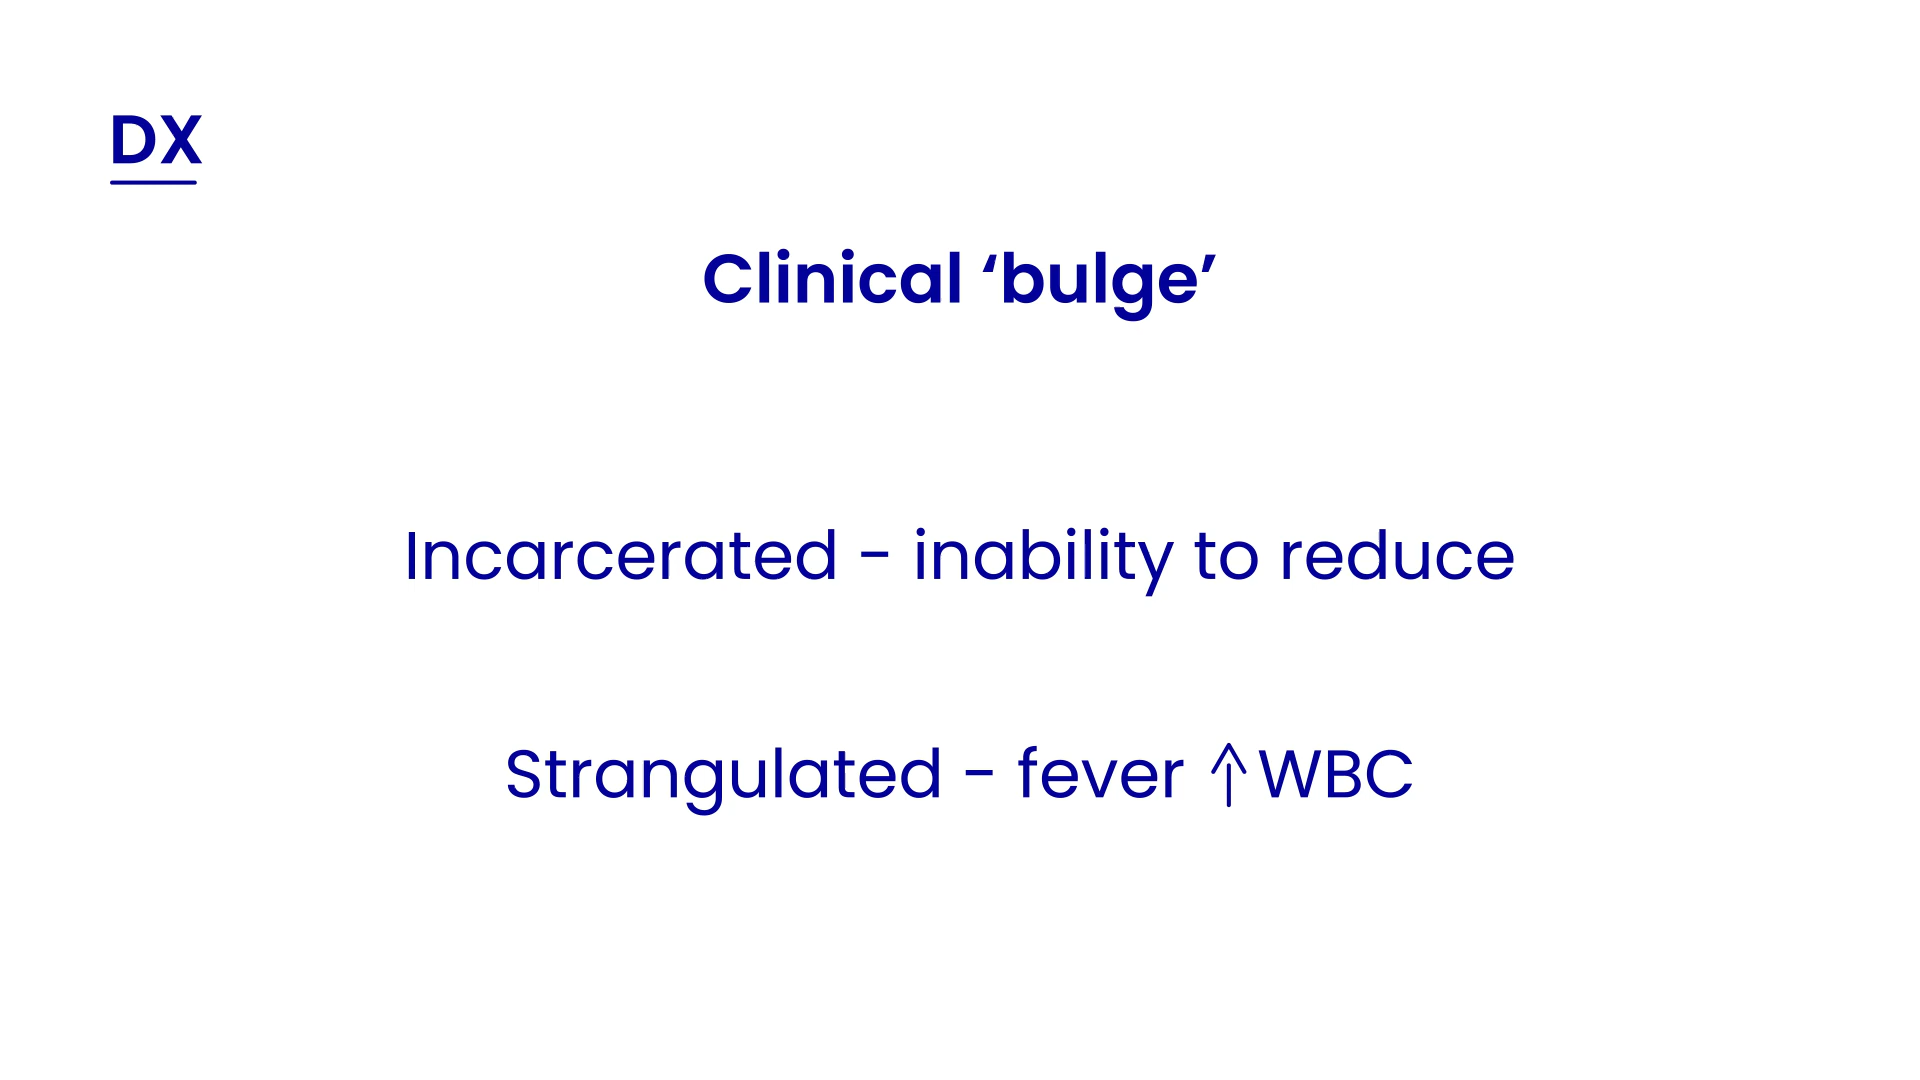 DX
Clinical ‘bulge’
Incarcerated - inability to reduce
Strangulated - fever ↑WBC